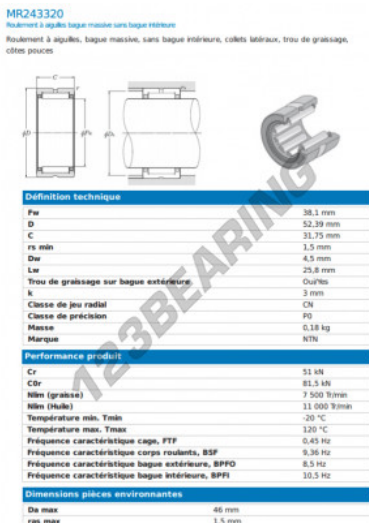 MR243320
Roulement à aiguilles bague massive sans bague intérieure
Roulement à aiguilles, bague massive, sans bague intérieure, collets latéraux, trou de graissage,
côtes pouces
C
r
Définition technique
Fw 38,1 mm
D 52,39 mm
C 31,75 mm
rs min 1,5 mm
Dw 4,5 mm
Lw 25,8 mm
Trou de graissage sur bague extérieure Oui/Yes
k 3 mm
Classe de jeu radial CN
Classe de précision P0
Masse 0,18 kg
Marque NTN
Performance produit
Cr 51 kN
C0r 81,5 kN
Nlim (graisse) 7 500 Tr/min
Nlim (Huile) 11 000 Tr/min
Température min. Tmin -20 °C
Température max. Tmax 120 °C
Fréquence caractéristique cage, FTF 0,45 Hz
Fréquence caractéristique corps roulants, BSF 9,36 Hz
Fréquence caractéristique bague extérieure, BPFO 8,5 Hz
Fréquence caractéristique bague intérieure, BPFI 10,5 Hz
Dimensions pièces environnantes
Da max 46 mm
ras max 1,5 mm
123BEARING